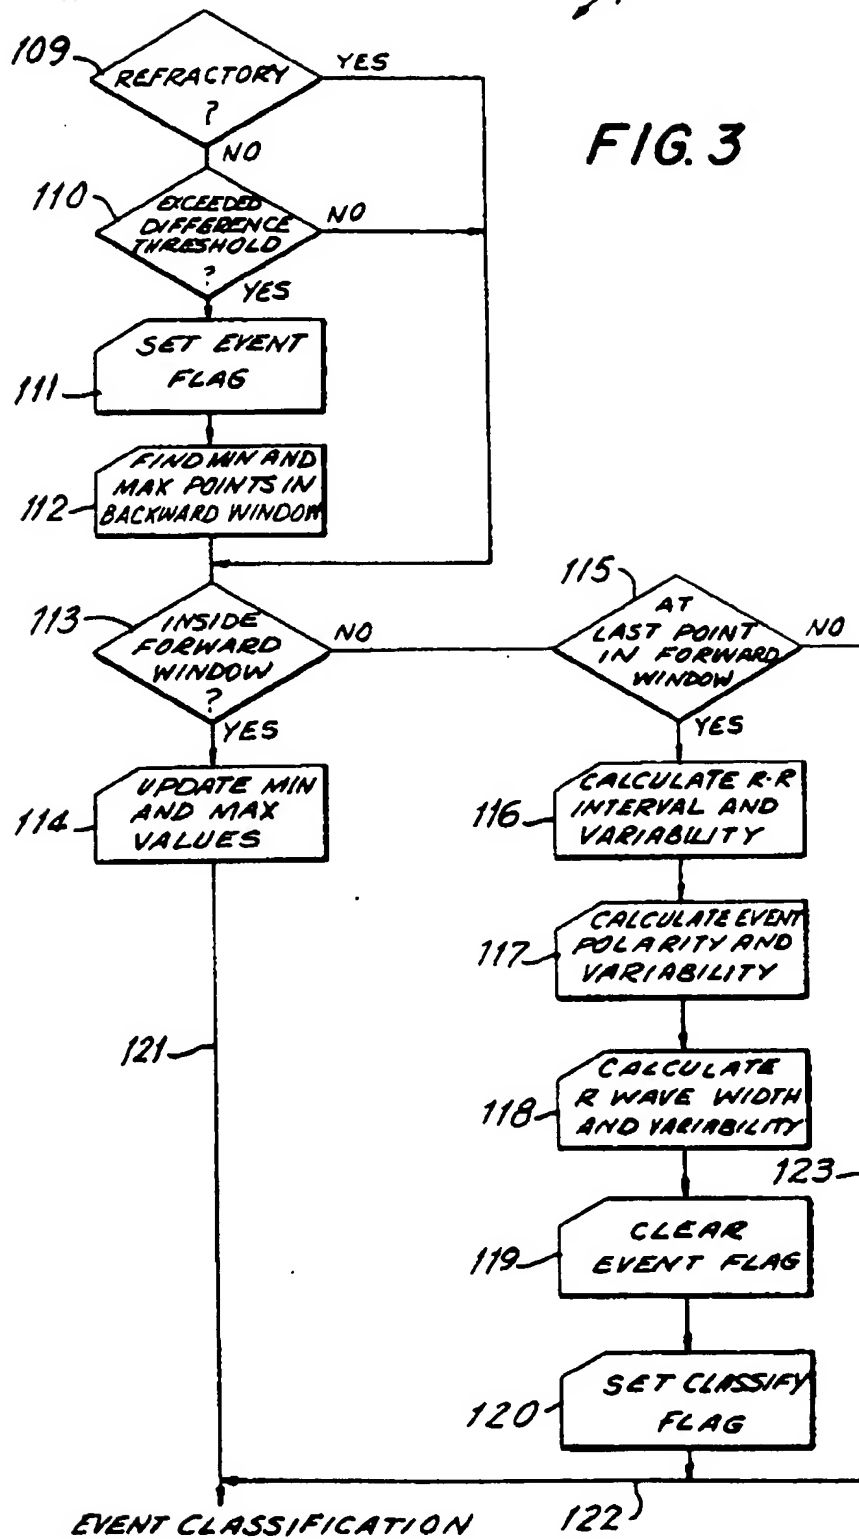 FIG. 3
109
REFRACTORY
?
YES
NO
110
EXCEEDED
DIFFERENCE
THRESHOLD
?
NO
YES
111
SET EVENT
FLAG
112
FIND MIN AND
MAX POINTS IN
BACKWARD WINDOW
113
INSIDE
FORWARD
WINDOW
?
NO
YES
114
UPDATE MIN
AND MAX
VALUES
121
115
AT
LAST POINT
IN FORWARD
WINDOW
NO
YES
116
CALCULATE R-R
INTERVAL AND
VARIABILITY
117
CALCULATE EVENT
POLARITY AND
VARIABILITY
118
CALCULATE
R WAVE WIDTH
AND VARIABILITY
123
119
CLEAR
EVENT FLAG
120
SET CLASSIFY
FLAG
122
EVENT CLASSIFICATION